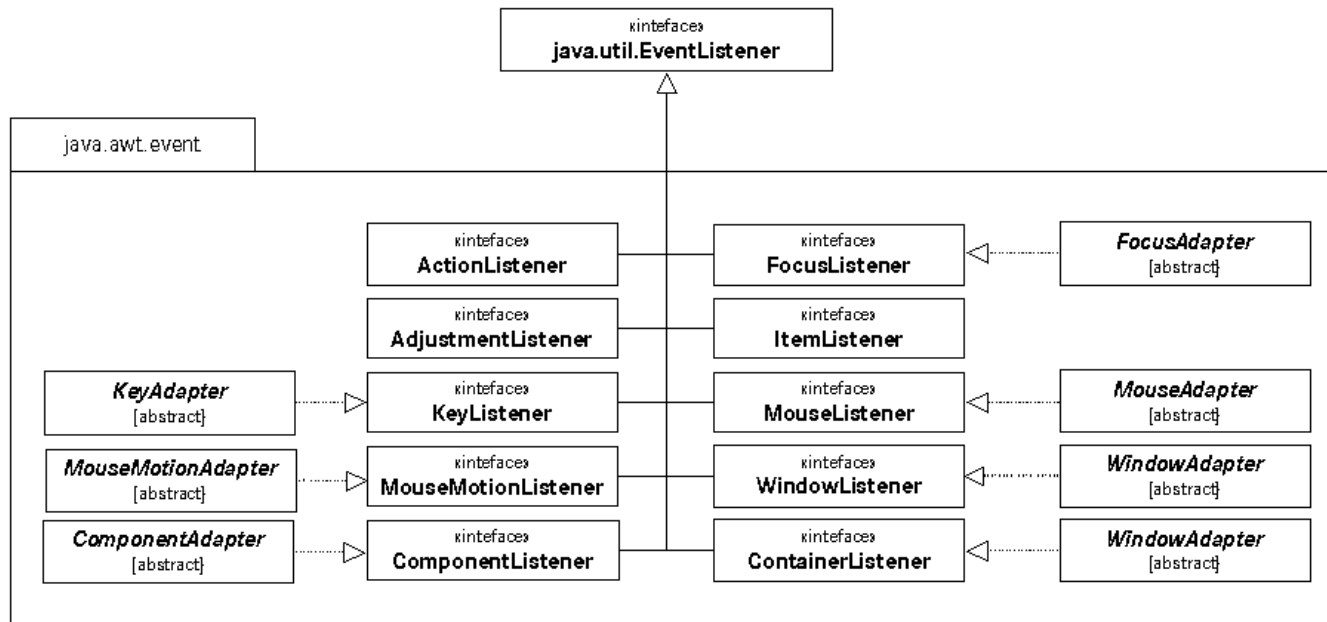 «inteface»
java.util.EventListener
java.awt.event
«inteface»
ActionListener
«inteface»
FocusListener
FocusAdapter
[abstract}
«inteface»
AdjustmentListener
«inteface»
ItemListener
KeyAdapter
[abstract}
«inteface»
KeyListener
«inteface»
MouseListener
MouseAdapter
[abstract}
MouseMotionAdapter
[abstract}
«inteface»
MouseMotionListener
«inteface»
WindowListener
WindowAdapter
[abstract}
ComponentAdapter
[abstract}
«inteface»
ComponentListener
«inteface»
ContainerListener
WindowAdapter
[abstract}